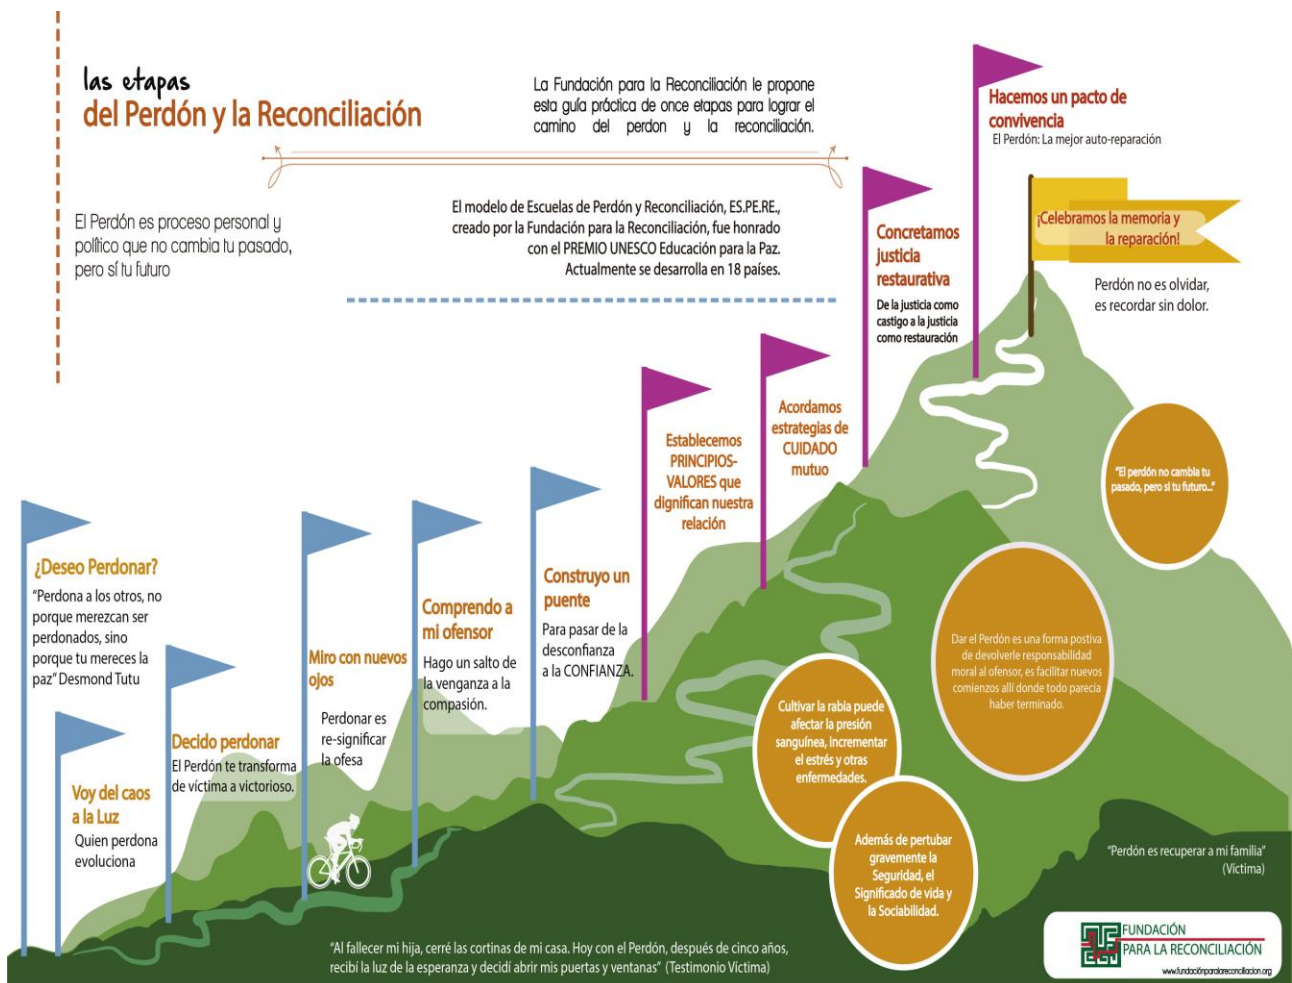 las etapas
del Perdón y la Reconciliación
La Fundación para la Reconciliación le propone
esta guía práctica de once etapas para lograr el
camino del perdon y la reconciliación.
El Perdón es proceso personal y
político que no cambia tu pasado,
pero sí tu futuro
El modelo de Escuelas de Perdón y Reconciliación, ES.PE.RE.,
creado por la Fundación para la Reconciliación, fue honrado
con el PREMIO UNESCO Educación para la Paz.
Actualmente se desarrolla en 18 países.
¿Deseo Perdonar?
"Perdona a los otros, no
porque merezcan ser
perdonados, sino
porque tu mereces la
paz" Desmond Tutu
Voy del caos
a la Luz
Quien perdona
evoluciona
Decido perdonar
El Perdón te transforma
de víctima a victorioso.
Miro con nuevos
ojos
Perdonar es
re-significar
la ofesa
Comprendo a
mi ofensor
Hago un salto de
la venganza a la
compasión.
Construyo un
puente
Para pasar de la
desconfianza
a la CONFIANZA.
Establecemos
PRINCIPIOS-
VALORES que
dignifican nuestra
relación
Acordamos
estrategias de
CUIDADO
mutuo
Concretamos
justicia
restaurativa
De la justicia como
castigo a la justicia
como restauración
Hacemos un pacto de
convivencia
El Perdón: La mejor auto-reparación
¡Celebramos la memoria y
la reparación!
Perdón no es olvidar,
es recordar sin dolor.
"El perdón no cambia tu
pasado, pero si tu futuro..."
Dar el Perdón es una forma postiva
de devolverle responsabilidad
moral al ofensor, es facilitar nuevos
comienzos allí donde todo parecía
haber terminado.
Cultivar la rabia puede
afectar la presión
sanguínea, incrementar
el estrés y otras
enfermedades.
Además de pertubar
gravemente la
Seguridad, el
Significado de vida y
la Sociabilidad.
"Perdón es recuperar a mi familia"
(Víctima)
"Al fallecer mi hija, cerré las cortinas de mi casa. Hoy con el Perdón, después de cinco años,
recibí la luz de la esperanza y decidí abrir mis puertas y ventanas" (Testimonio Víctima)
FUNDACIÓN
PARA LA RECONCILIACIÓN
www.fundaciónparalareconciliacion.org